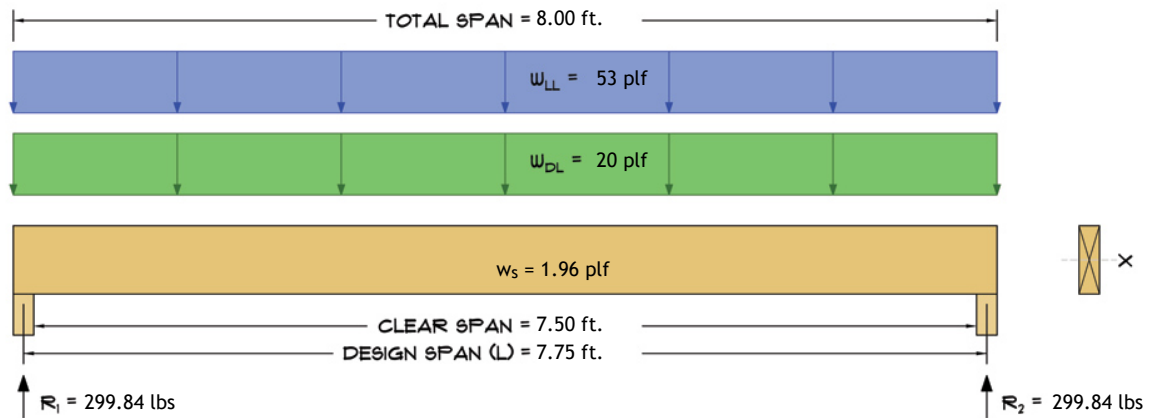 TOTAL SPAN = 8.00 ft.
WLL = 53 plf
WDL = 20 plf
ws = 1.96 plf
X
CLEAR SPAN = 7.50 ft.
DESIGN SPAN (L) = 7.75 ft.
R1 = 299.84 lbs
R2 = 299.84 lbs